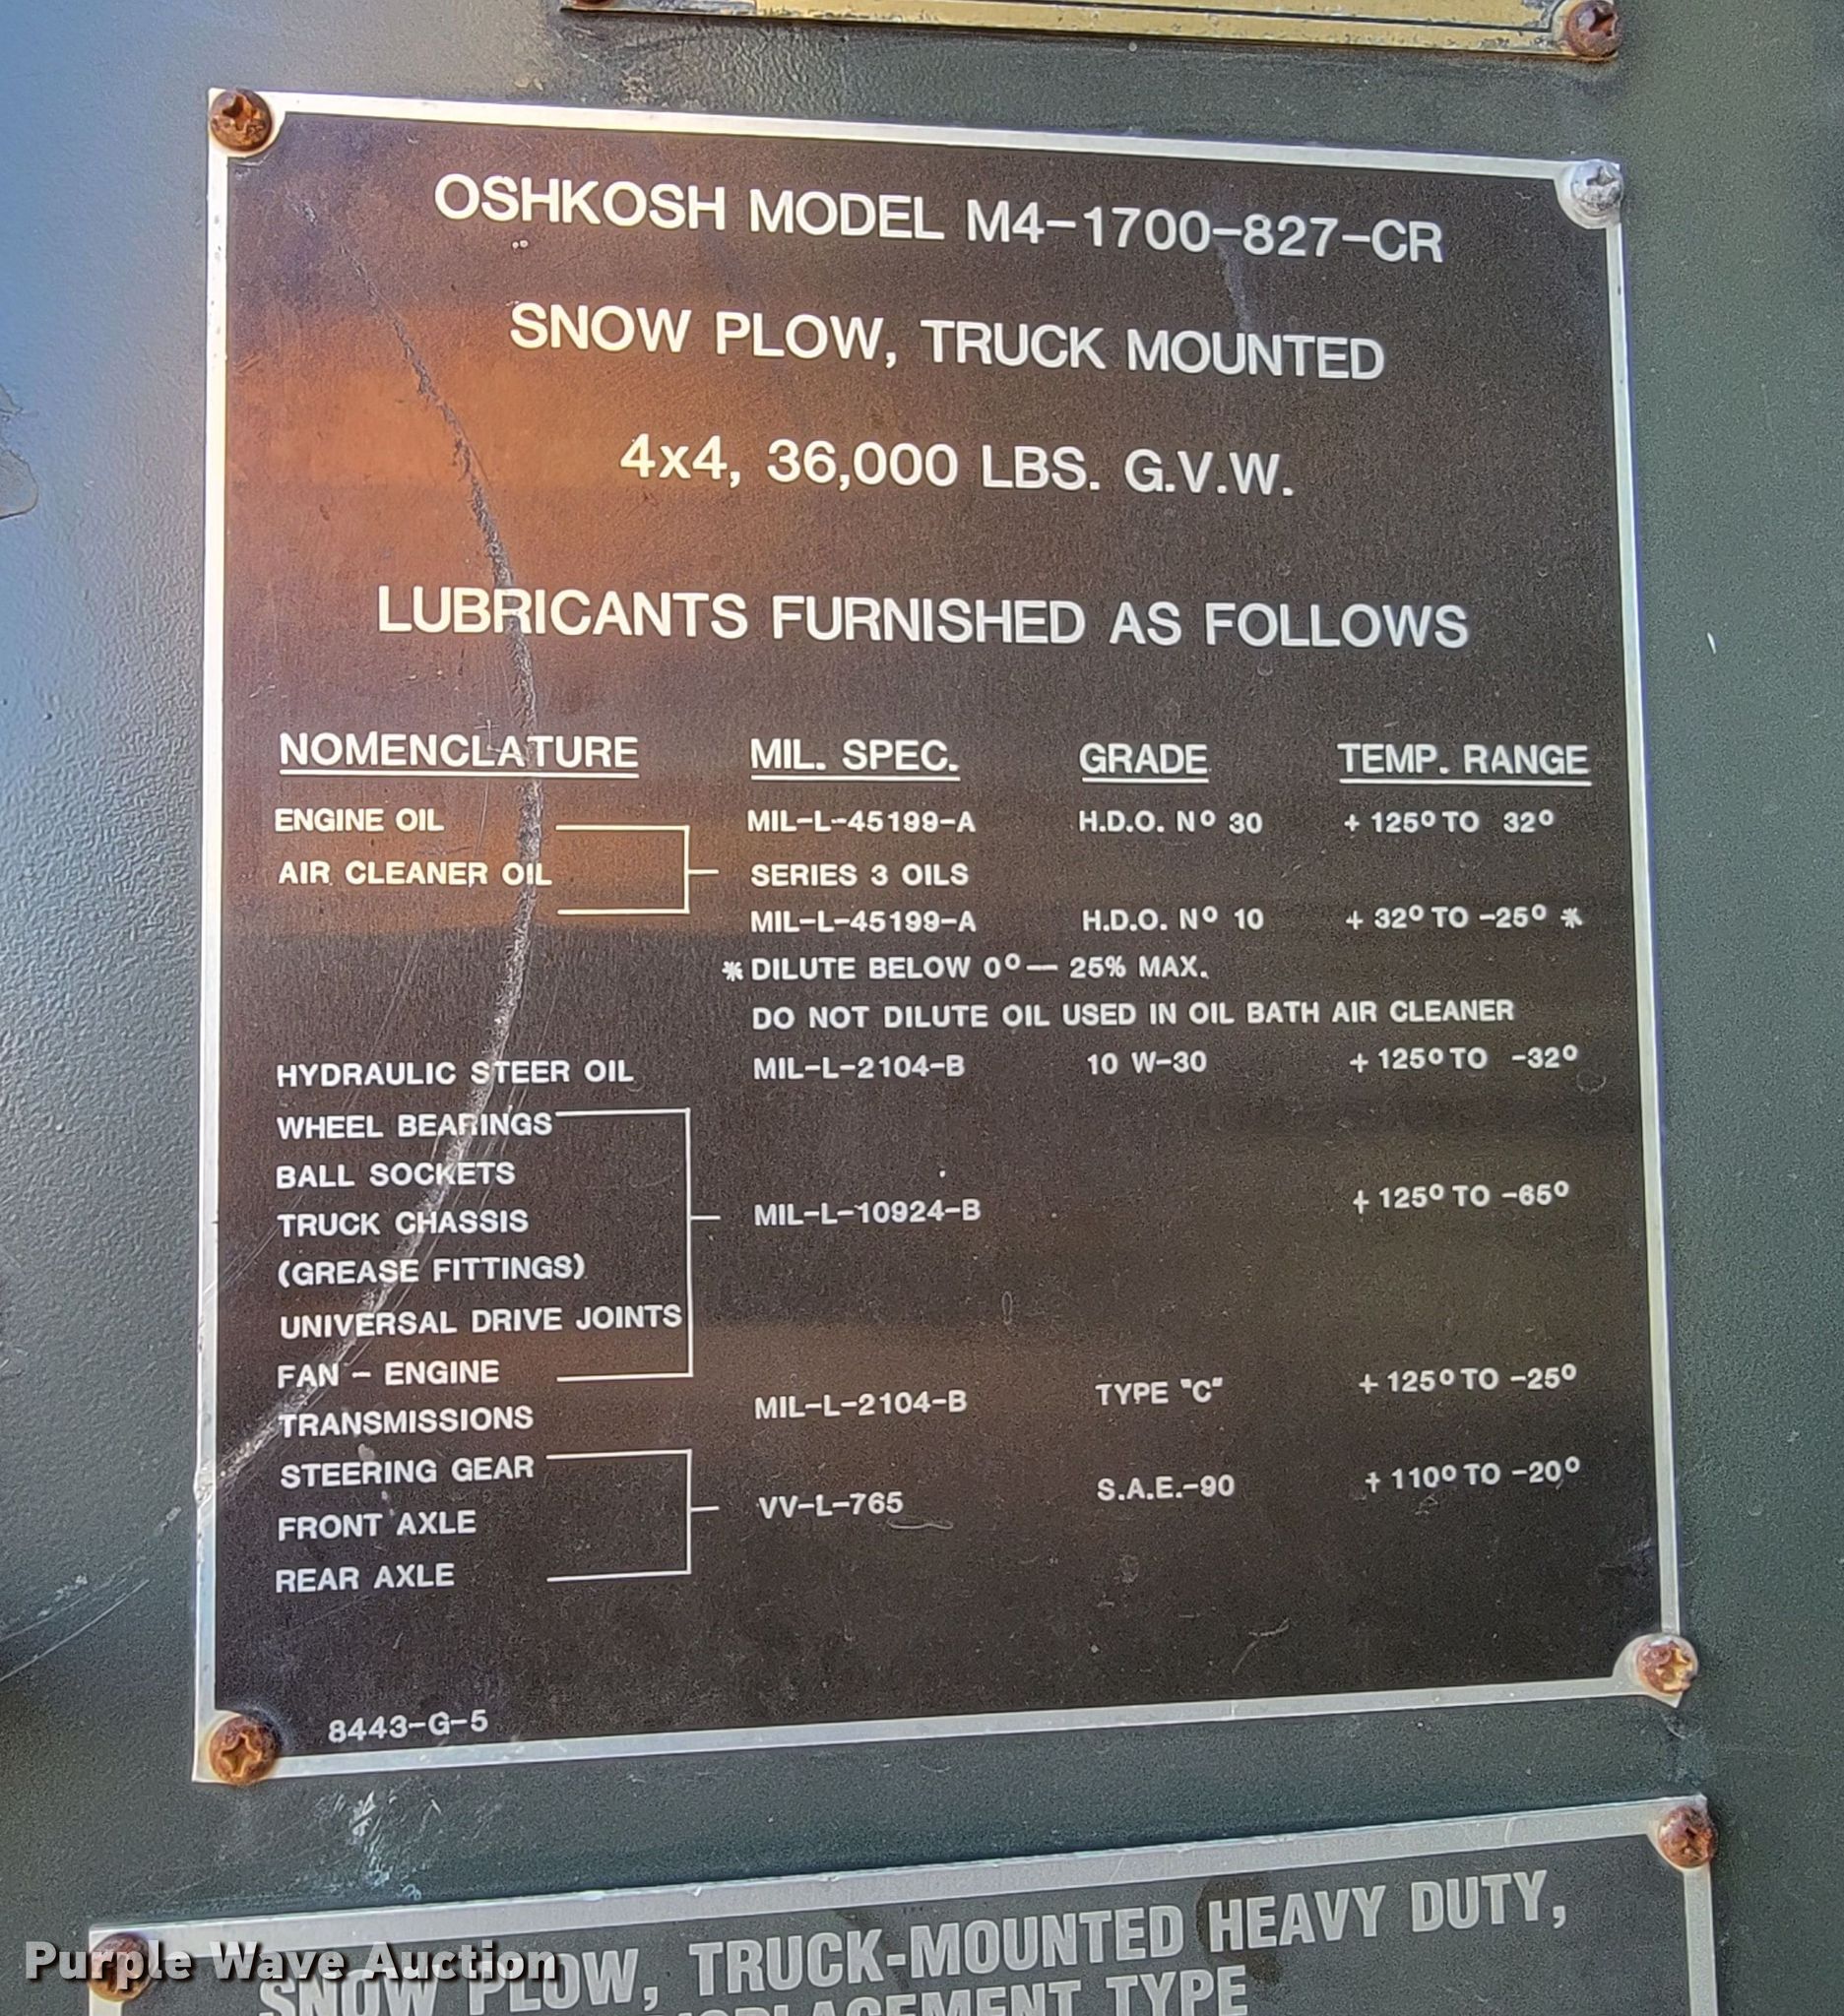 OSHKOSH MODEL M4-1700-827-CR
SNOW PLOW, TRUCK MOUNTED
4x4, 36,000 LBS. G.V.W.
LUBRICANTS FURNISHED AS FOLLOWS
NOMENCLATURE MIL. SPEC. GRADE TEMP. RANGE
ENGINE OIL MIL-L-45199-A H.D.O. Nº 30 + 125º TO 32º
AIR CLEANER OIL SERIES 3 OILS
MIL-L-45199-A H.D.O. Nº 10 + 32º TO -25º *
* DILUTE BELOW 0º — 25% MAX.
DO NOT DILUTE OIL USED IN OIL BATH AIR CLEANER
HYDRAULIC STEER OIL MIL-L-2104-B 10 W-30 + 125º TO -32º
WHEEL BEARINGS
BALL SOCKETS
TRUCK CHASSIS MIL-L-10924-B + 125º TO -65º
(GREASE FITTINGS)
UNIVERSAL DRIVE JOINTS
FAN - ENGINE
TRANSMISSIONS MIL-L-2104-B TYPE "C" + 125º TO -25º
STEERING GEAR
FRONT AXLE VV-L-765 S.A.E.-90 + 110º TO -20º
REAR AXLE
8443-G-5
SNOW PLOW, TRUCK-MOUNTED HEAVY DUTY,
TYPE
Purple Wave Auction